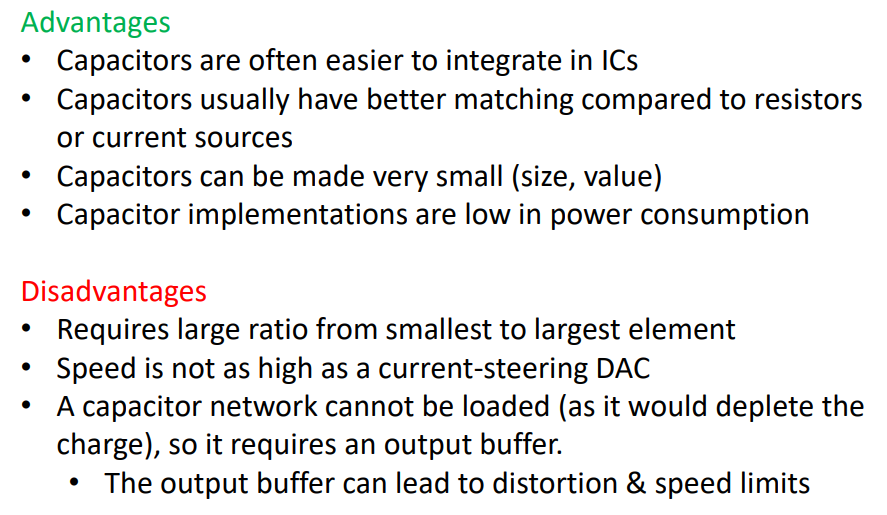 Advantages
• Capacitors are often easier to integrate in ICs
• Capacitors usually have better matching compared to resistors
or current sources
• Capacitors can be made very small (size, value)
• Capacitor implementations are low in power consumption
Disadvantages
• Requires large ratio from smallest to largest element
• Speed is not as high as a current-steering DAC
• A capacitor network cannot be loaded (as it would deplete the
charge), so it requires an output buffer.
• The output buffer can lead to distortion & speed limits